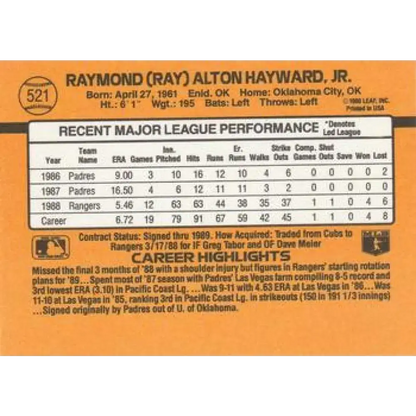 521
RAYMOND (RAY) ALTON HAYWARD, JR.
Born: April 27, 1961 Enid, OK Home: Oklahoma City, OK
Ht.: 6'1" Wgt.: 195 Bats: Left Throws: Left
©1988 LEAF, INC.
Printed in USA
RECENT MAJOR LEAGUE PERFORMANCE *Denotes Led League
Year Team Name ERA Games Inn. Pitched Hits Runs Er. Runs Walks Strike Outs Comp. Games Shut Outs Save Won Lost
1986 Padres 9.00 3 10 16 12 10 4 6 0 0 0 0 2
1987 Padres 16.50 4 6 12 11 11 3 2 0 0 0 0 0
1988 Rangers 5.46 12 63 63 44 38 35 37 1 1 0 4 6
Career 6.72 19 79 91 67 59 42 45 1 1 0 4 8
Contract Status: Signed thru 1989. How Acquired: Traded from Cubs to
Rangers 3/17/88 for IF Greg Tabor and OF Dave Meier
CAREER HIGHLIGHTS
Missed the final 3 months of '88 with a shoulder injury but figures in Rangers' starting rotation
plans for '89... Spent most of '87 season with Padres' Las Vegas farm compiling 8-5 record and
3rd lowest ERA (3.10) in Pacific Coast Lg. ... Was 9-11 with 4.63 ERA at Las Vegas in '86... Was
11-10 at Las Vegas in '85, ranking 3rd in Pacific Coast Lg. in strikeouts (150 in 191 1/3 innings)
... Signed originally by Padres out of U. of Oklahoma.